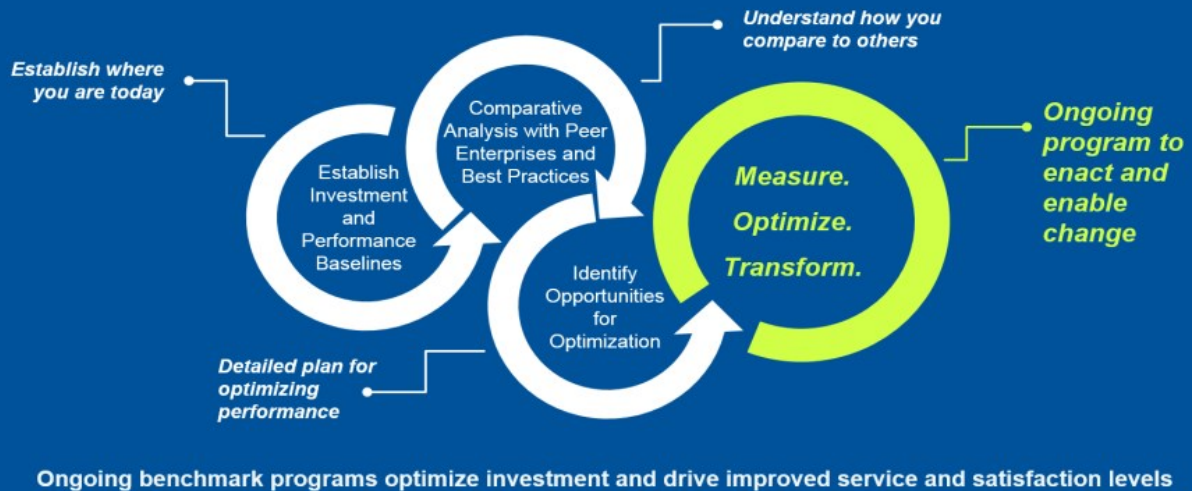 Establish where
you are today
Establish
Investment
and
Performance
Baselines
Understand how you
compare to others
Comparative
Analysis with Peer
Enterprises and
Best Practices
Detailed plan for
optimizing
performance
Identify
Opportunities
for
Optimization
Measure.
Optimize.
Transform.
Ongoing
program to
enact and
enable
change
Ongoing benchmark programs optimize investment and drive improved service and satisfaction levels